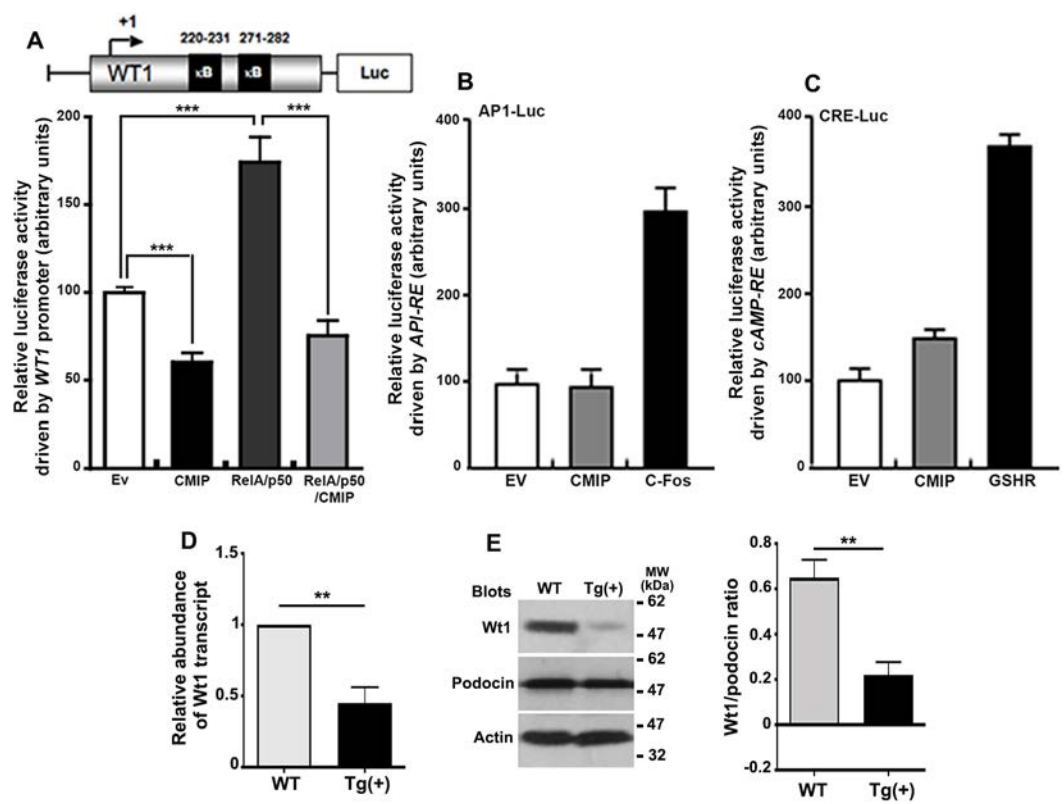 A
+1
220-231 271-282
WT1 κB κB Luc
Relative luciferase activity
driven by WT1 promoter (arbitrary units)
200
150
100
50
0
***
***
***
Ev CMIP RelA/p50 RelA/p50
/CMIP
B
AP1-Luc
Relative luciferase activity
driven by API-RE (arbitrary units)
400
300
200
100
0
EV CMIP C-Fos
C
CRE-Luc
Relative luciferase activity
driven by cAMP-RE (arbitrary units)
400
300
200
100
0
EV CMIP GSHR
D
Relative abundance
of Wt1 transcript
1.5
1
0.5
0
**
WT Tg(+)
E
Blots WT Tg(+) MW
(kDa)
Wt1
- 62
- 47
Podocin
- 62
- 47
Actin
- 47
- 32
Wt1/podocin ratio
0.8
0.6
0.4
0.2
0
-0.2
**
WT Tg(+)